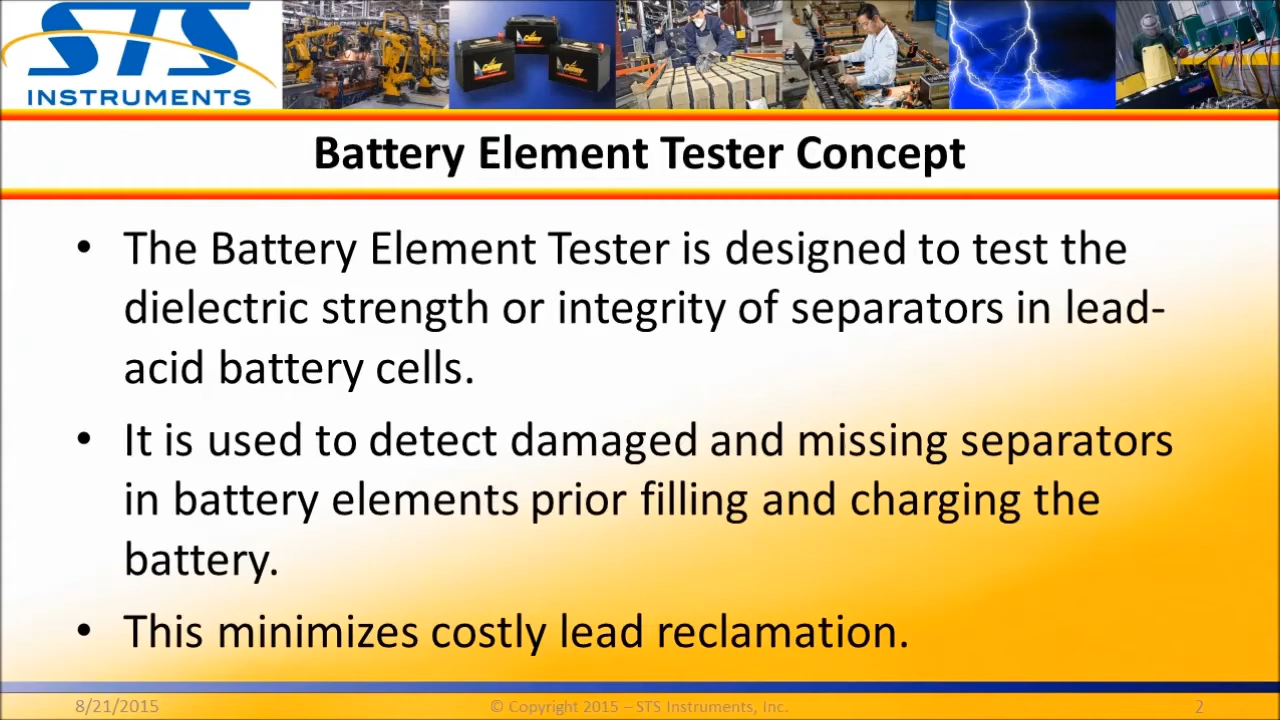 STS
INSTRUMENTS
Battery Element Tester Concept
• The Battery Element Tester is designed to test the
dielectric strength or integrity of separators in lead-
acid battery cells.
• It is used to detect damaged and missing separators
in battery elements prior filling and charging the
battery.
• This minimizes costly lead reclamation.
8/21/2015
© Copyright 2015 – STS Instruments, Inc.
2